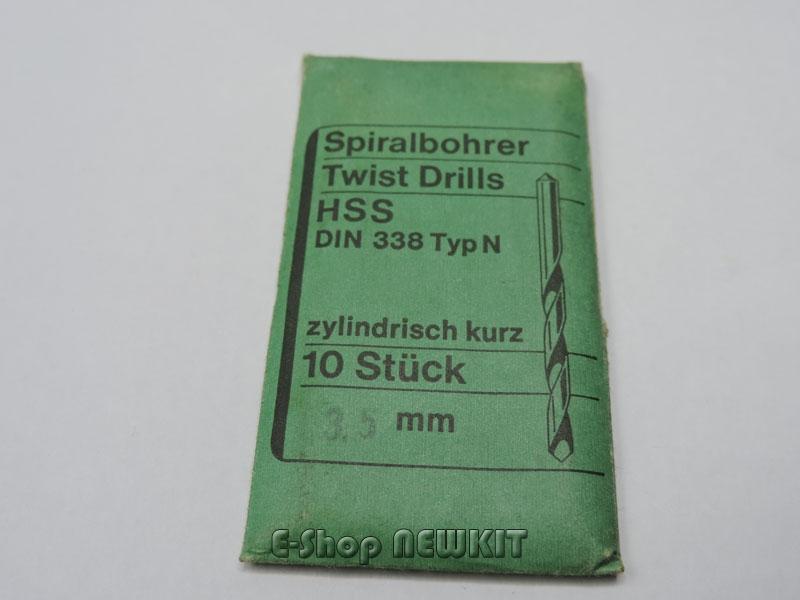 Spiralbohrer
Twist Drills
HSS
DIN 338 Typ N
zylindrisch kurz
10 Stück
3.5 mm
E-Shop NEWKIT